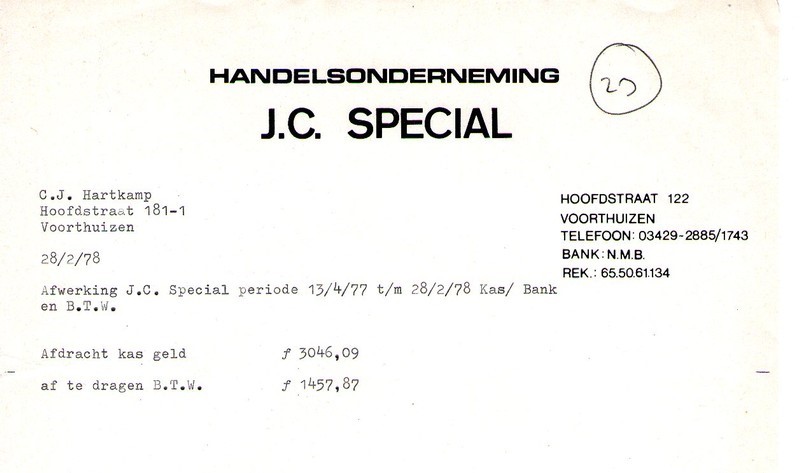 HANDELSONDERNEMING
J.C. SPECIAL
C.J. Hartkamp
Hoofdstraat 181-1
Voorthuizen
28/2/78
HOOFDSTRAAT 122
VOORTHUIZEN
TELEFOON: 03429-2885/1743
BANK: N.M.B.
REK.: 65.50.61.134
Afwerking J.C. Special periode 13/4/77 t/m 28/2/78 Kas/ Bank
en B.T.W.
Afdracht kas geld ƒ 3046,09
af te dragen B.T.W. ƒ 1457,87